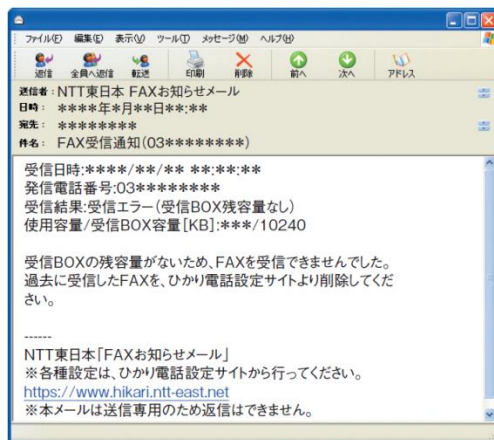 ファイル(F) 編集(E) 表示(V) ツール(T) メッセージ(M) ヘルプ(H)
返信 全員へ返信 転送 印刷 削除 前へ 次へ アドレス
送信者：NTT東日本 FAXお知らせメール
日時： ****年*月**日**:**
宛先： ********
件名： FAX受信通知(03********)
受信日時:****/**/** **:**:**
発信電話番号:03********
受信結果:受信エラー(受信BOX残容量なし)
使用容量/受信BOX容量[KB]:***/10240
受信BOXの残容量がないため、FAXを受信できませんでした。
過去に受信したFAXを、ひかり電話設定サイトより削除してくだ
さい。
------
NTT東日本「FAXお知らせメール」
※各種設定は、ひかり電話設定サイトから行ってください。
https://www.hikari.ntt-east.net
※本メールは送信専用のため返信はできません。